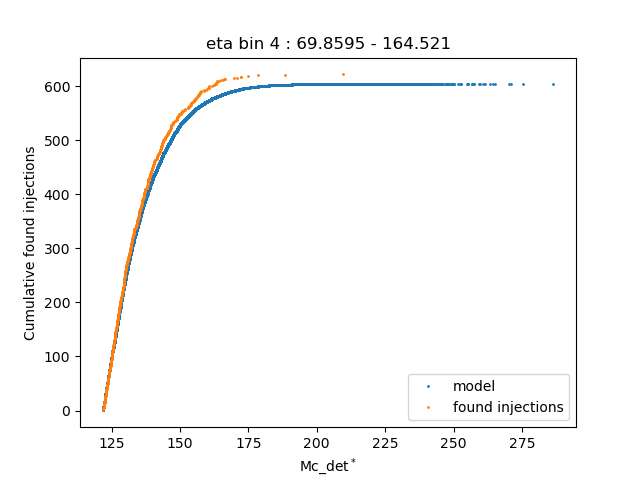 eta bin 4 : 69.8595 - 164.521
Cumulative found injections
600
500
400
300
200
100
0
125
150
175
200
225
250
275
Mc_det*
model
found injections